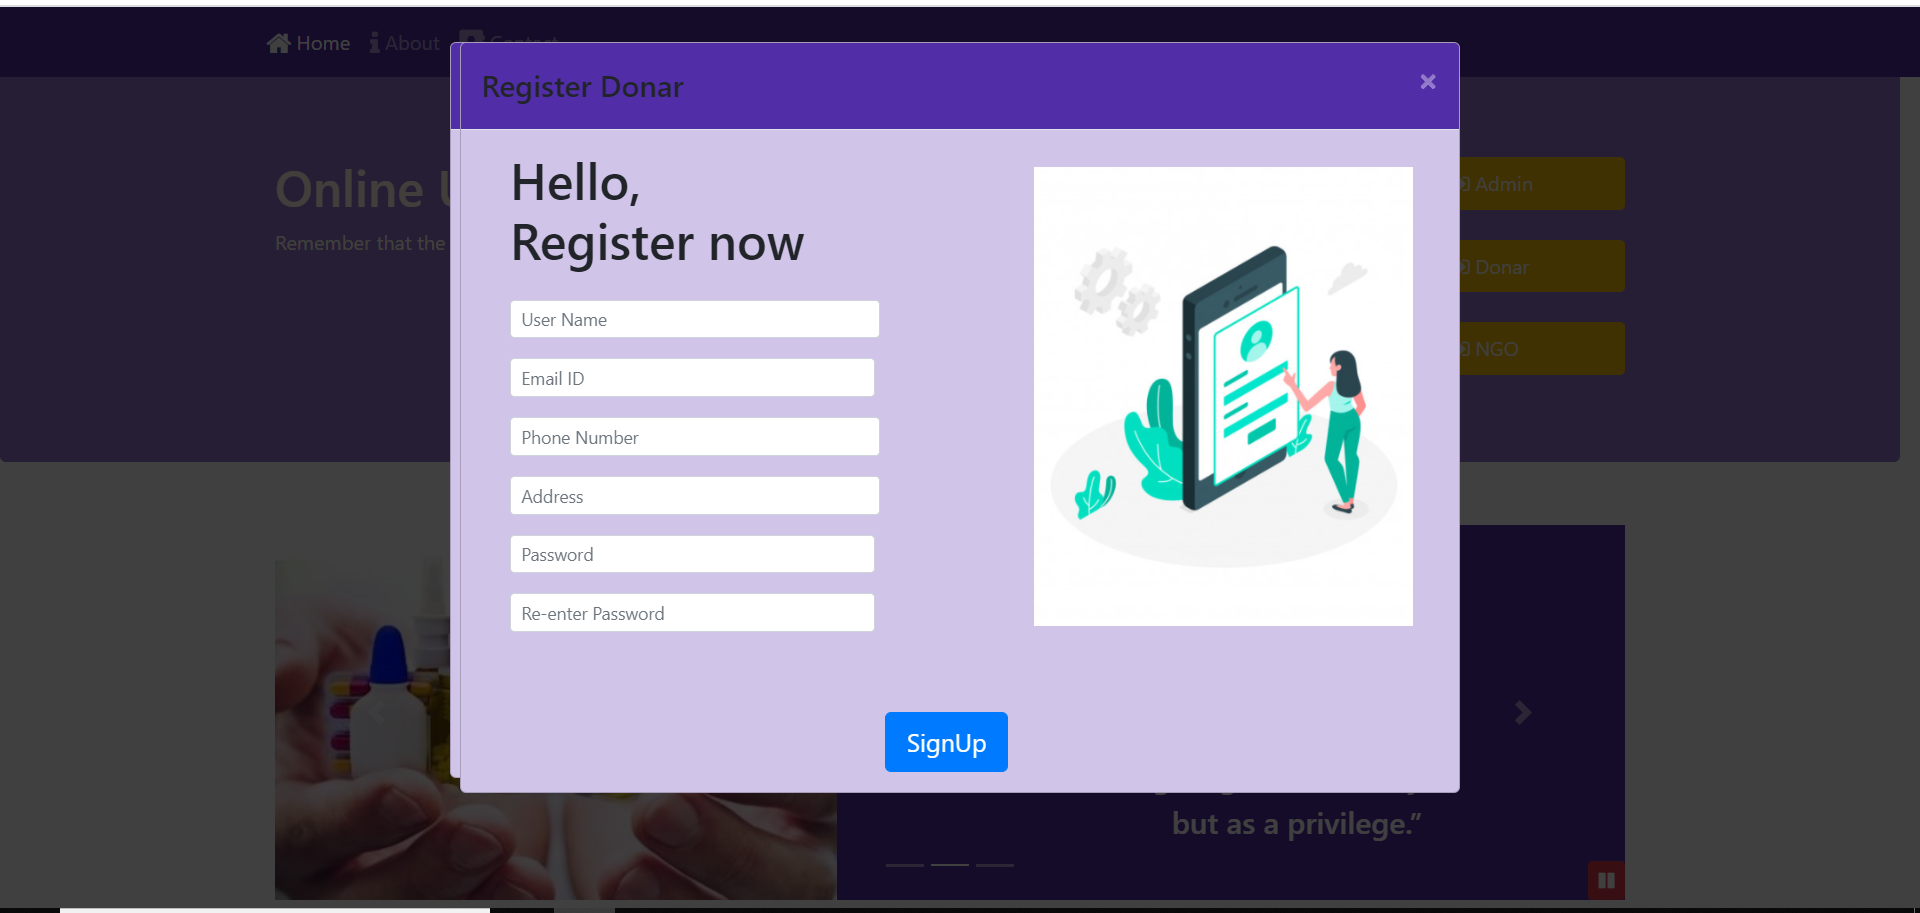 Home About Contact
Register Donar
×
Hello,
Register now
Online
Remember that the
Admin
Donar
NGO
User Name
Email ID
Phone Number
Address
Password
Re-enter Password
SignUp
but as a privilege.”